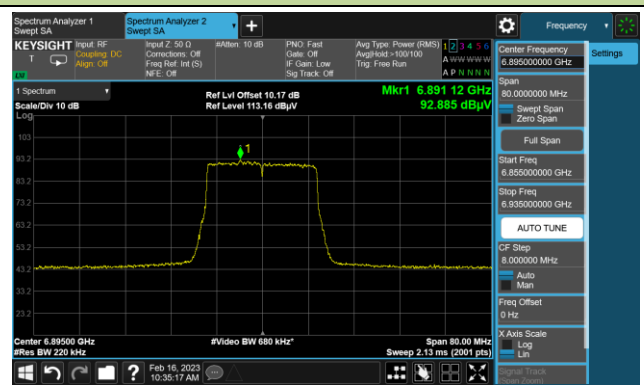 Spectrum Analyzer 1
Swept SA
Spectrum Analyzer 2
Swept SA
Frequency
KEYSIGHT
T
LV
Input: RF
Coupling: DC
Align: Off
Input Z: 50 Ω
Corrections: Off
Freq Ref: Int (S)
NFE: Off
#Atten: 10 dB
PNO: Fast
Gate: Off
IF Gain: Low
Sig Track: Off
Avg Type: Power (RMS)
Avg|Hold:>100/100
Trig: Free Run
1 2 3 4 5 6
A W W W W W
A P N N N N
1 Spectrum
Scale/Div 10 dB
Log
Ref Lvl Offset 10.17 dB
Ref Level 113.16 dBµV
Mkr1 6.891 12 GHz
92.885 dBµV
103
93.2
83.2
73.2
63.2
53.2
43.2
33.2
23.2
1
Center 6.89500 GHz
#Res BW 220 kHz
#Video BW 680 kHz*
Span 80.00 MHz
Sweep 2.13 ms (2001 pts)
Center Frequency
6.895000000 GHz
Span
80.0000000 MHz
Swept Span
Zero Span
Full Span
Start Freq
6.855000000 GHz
Stop Freq
6.935000000 GHz
AUTO TUNE
CF Step
8.000000 MHz
Auto
Man
Freq Offset
0 Hz
X Axis Scale
Log
Lin
Signal Track
(Span Zoom)
Settings
?
Feb 16, 2023
10:35:17 AM